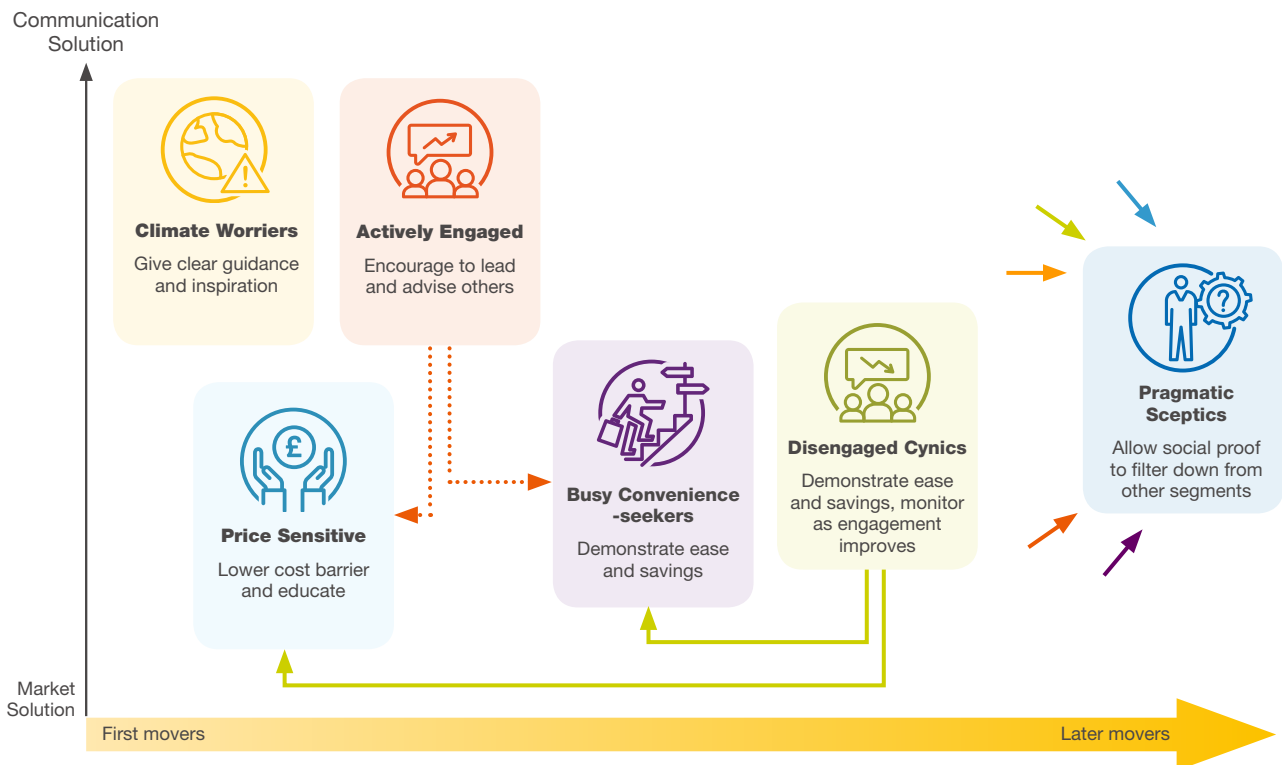 Communication
Solution
Climate Worriers
Give clear guidance
and inspiration
Actively Engaged
Encourage to lead
and advise others
£
Price Sensitive
Lower cost barrier
and educate
Busy Convenience
-seekers
Demonstrate ease
and savings
Disengaged Cynics
Demonstrate ease
and savings, monitor
as engagement
improves
?
Pragmatic
Sceptics
Allow social proof
to filter down from
other segments
Market
Solution
First movers
Later movers